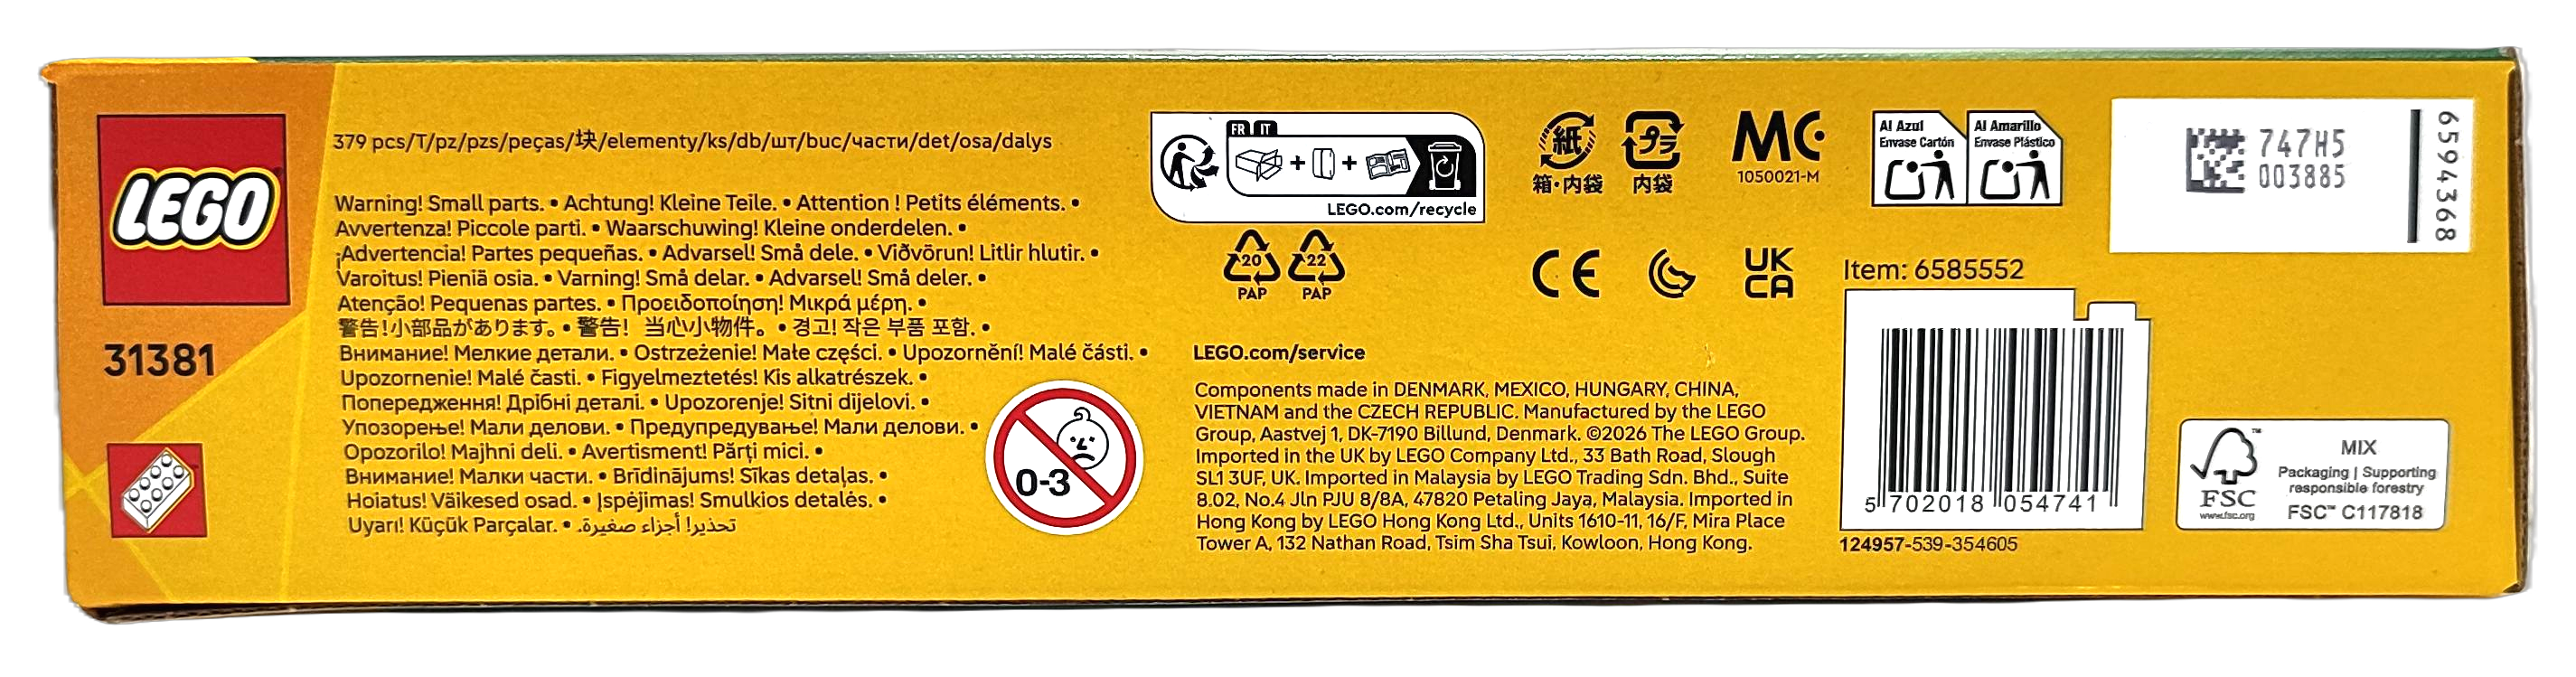 LEGO
31381
379 pcs/T/pz/pzs/peças/块/elementy/ks/db/шт/buc/части/det/osa/dalys
Warning! Small parts. • Achtung! Kleine Teile. • Attention ! Petits éléments. •
Avvertenza! Piccole parti. • Waarschuwing! Kleine onderdelen. •
¡Advertencia! Partes pequeñas. • Advarsel! Små dele. • Viðvörun! Litlir hlutir. •
Varoitus! Pieniä osia. • Varning! Små delar. • Advarsel! Små deler. •
Atenção! Pequenas partes. • Προειδοποίηση! Μικρά μέρη. •
警告!小部品があります。• 警告! 当心小物件。• 경고! 작은 부품 포함. •
Внимание! Мелкие детали. • Ostrzeżenie! Małe części. • Upozornění! Malé části. •
Upozornenie! Malé časti. • Figyelmeztetés! Kis alkatrészek. •
Попередження! Дрібні деталі. • Upozorenje! Sitni dijelovi. •
Упозорење! Мали делови. • Предупредување! Мали делови. •
Opozorilo! Majhni deli. • Avertisment! Părți mici. •
Внимание! Малки части. • Brīdinājums! Sīkas detaļas. •
Hoiatus! Väikesed osad. • Įspėjimas! Smulkios detalės. •
Uyarı! Küçük Parçalar. • تحذير! أجزاء صغيرة.
0-3
FR IT
+ +
LEGO.com/recycle
20 PAP
22 PAP
紙
箱・内袋
プラ
内袋
MC
1050021-M
Al Azul
Envase Cartón
Al Amarillo
Envase Plástico
CE
UK
CA
LEGO.com/service
Components made in DENMARK, MEXICO, HUNGARY, CHINA,
VIETNAM and the CZECH REPUBLIC. Manufactured by the LEGO
Group, Aastvej 1, DK-7190 Billund, Denmark. ©2026 The LEGO Group.
Imported in the UK by LEGO Company Ltd., 33 Bath Road, Slough
SL1 3UF, UK. Imported in Malaysia by LEGO Trading Sdn. Bhd., Suite
8.02, No.4 Jln PJU 8/8A, 47820 Petaling Jaya, Malaysia. Imported in
Hong Kong by LEGO Hong Kong Ltd., Units 1610-11, 16/F, Mira Place
Tower A, 132 Nathan Road, Tsim Sha Tsui, Kowloon, Hong Kong.
747H5
003885
6594368
Item: 6585552
5 702018 054741
124957-539-354605
FSC
www.fsc.org
MIX
Packaging | Supporting
responsible forestry
FSC™ C117818